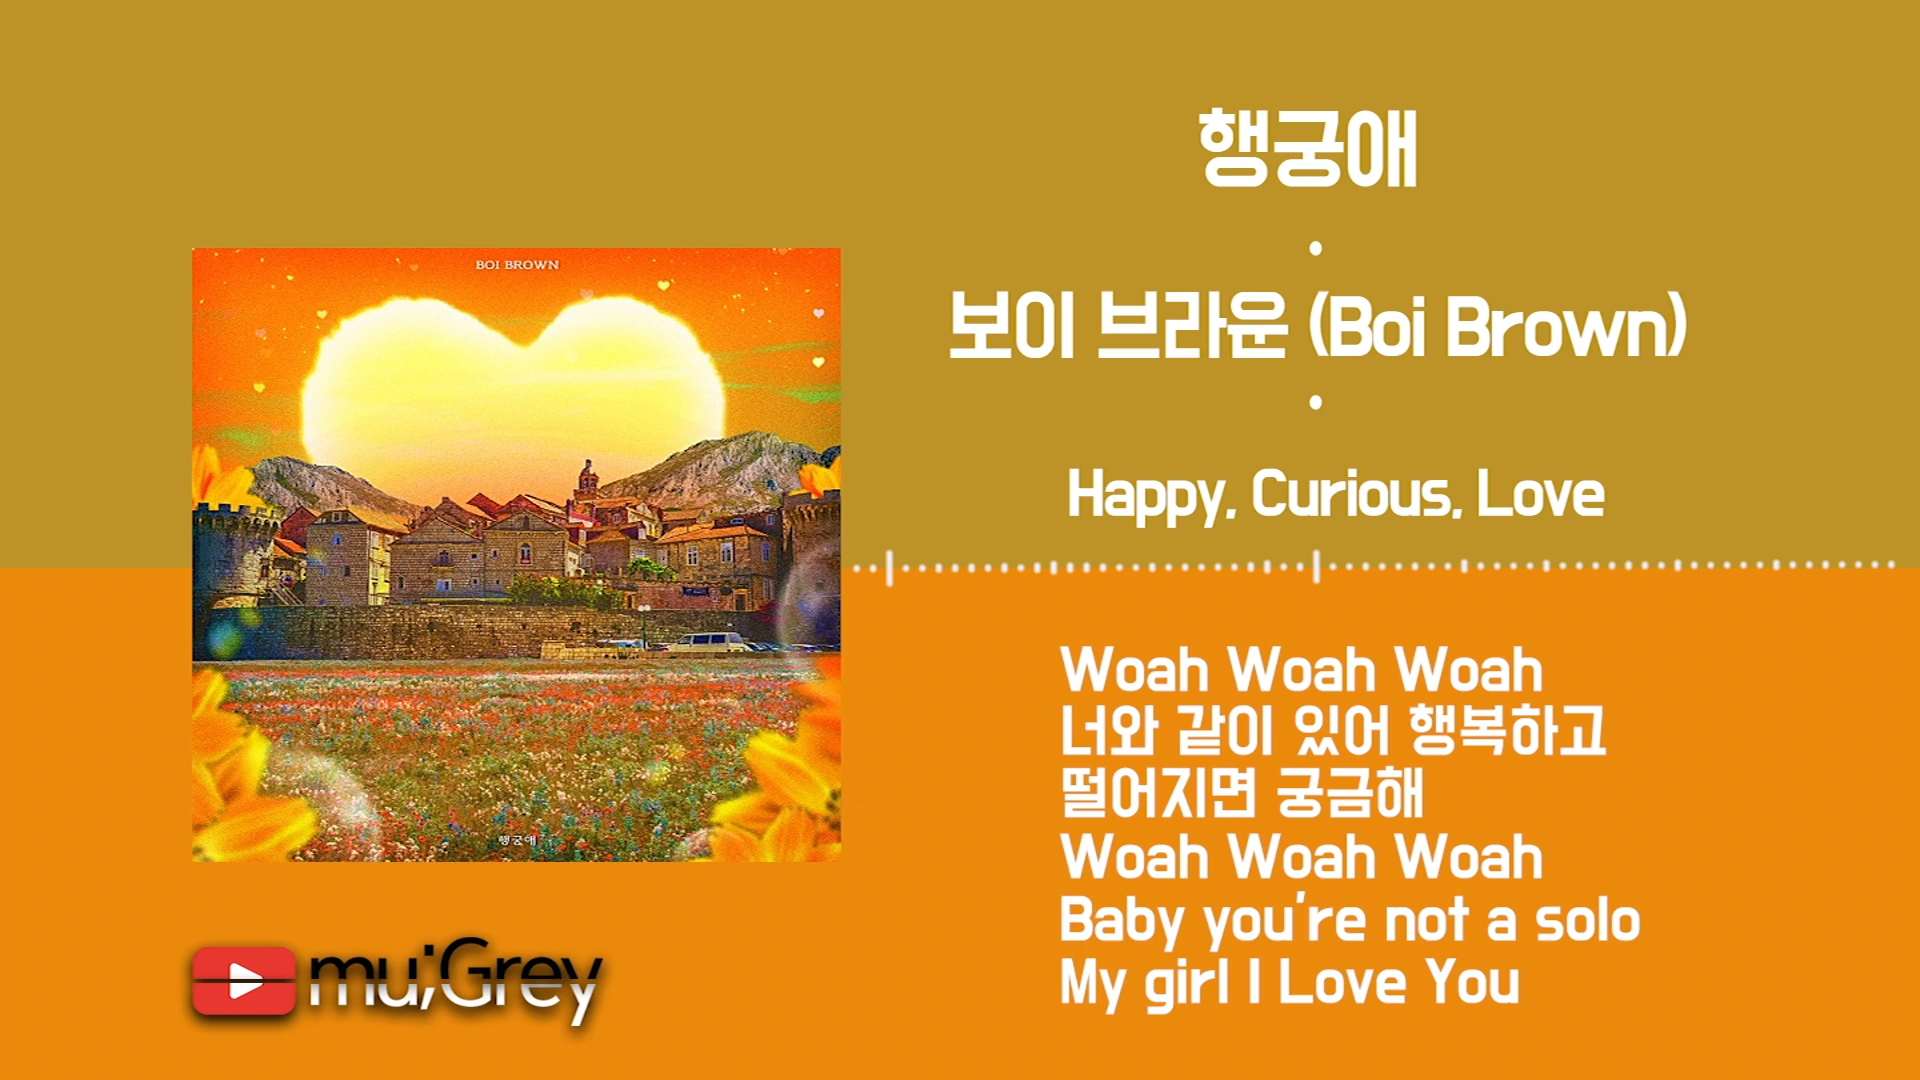 행궁애
•
보이 브라운 (Boi Brown)
•
Happy, Curious, Love
BOI BROWN
행궁애
Woah Woah Woah
너와 같이 있어 행복하고
떨어지면 궁금해
Woah Woah Woah
Baby you're not a solo
My girl I Love You
mu;Grey